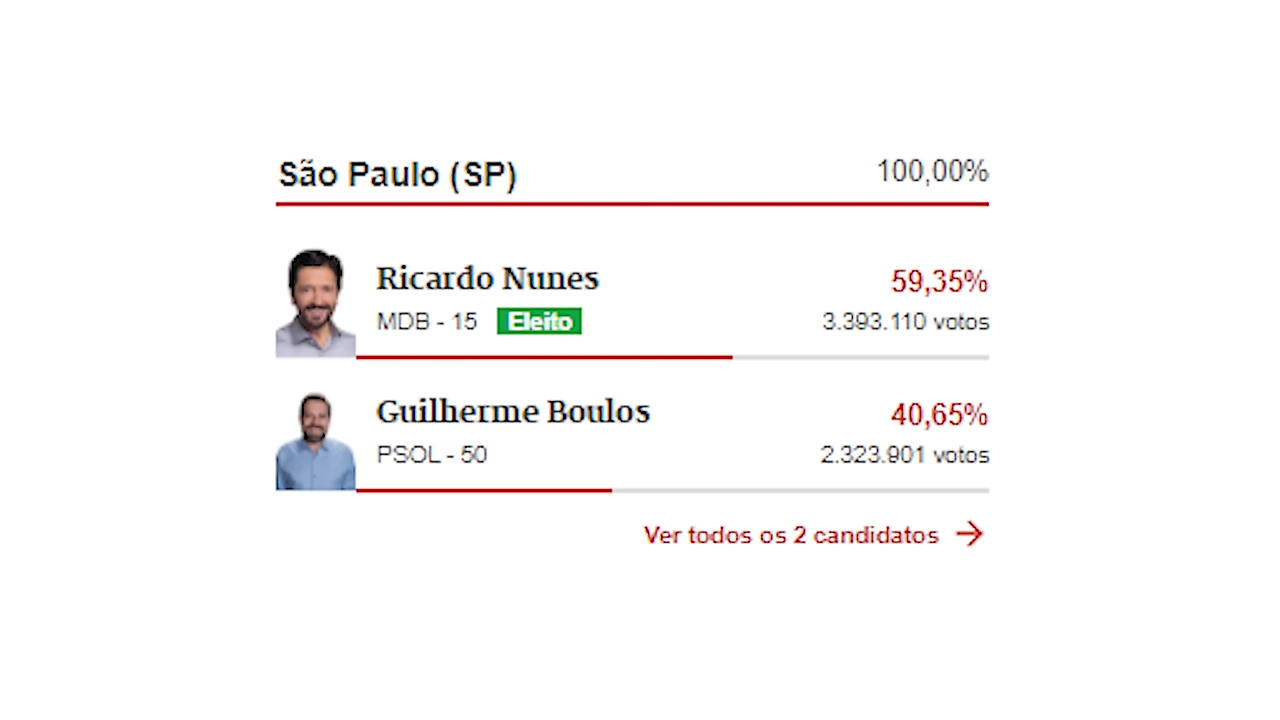 São Paulo (SP) 100,00%
Ricardo Nunes 59,35%
MDB - 15 Eleito 3.393.110 votos
Guilherme Boulos 40,65%
PSOL - 50 2.323.901 votos
Ver todos os 2 candidatos →